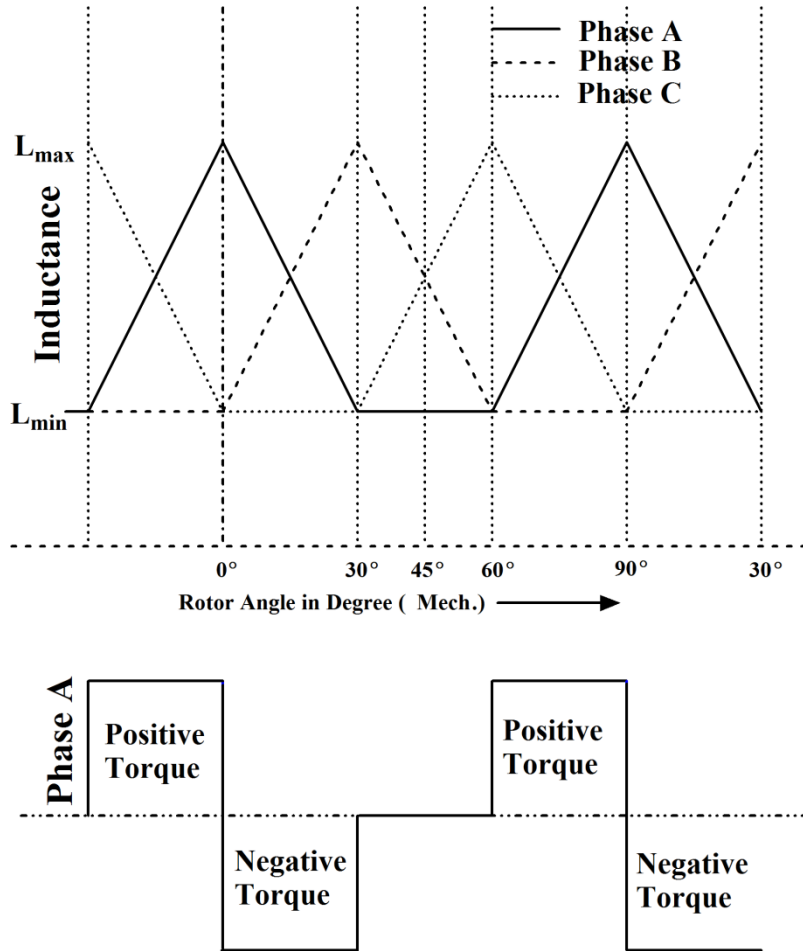 Phase A
Phase B
Phase C
Lmax
Inductance
Lmin
0° 30° 45° 60° 90° 30°
Rotor Angle in Degree ( Mech.)
Phase A
Positive
Torque
Positive
Torque
Negative
Torque
Negative
Torque